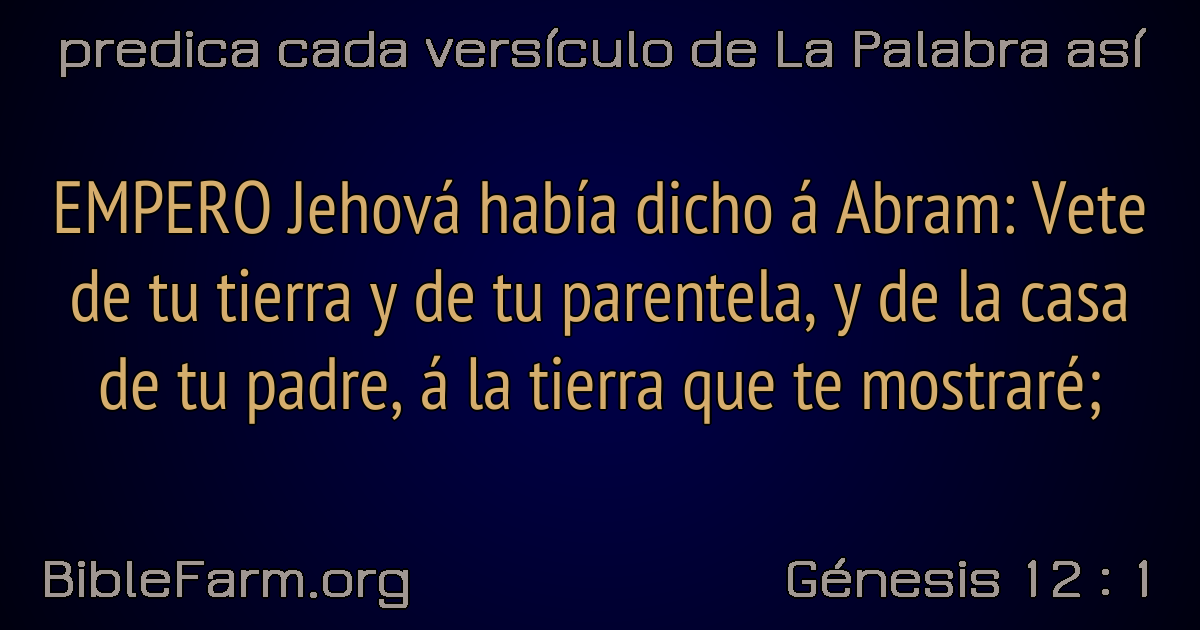 predica cada versículo de La Palabra así
EMPERO Jehová había dicho á Abram: Vete
de tu tierra y de tu parentela, y de la casa
de tu padre, á la tierra que te mostraré;
BibleFarm.org
Génesis 12 : 1